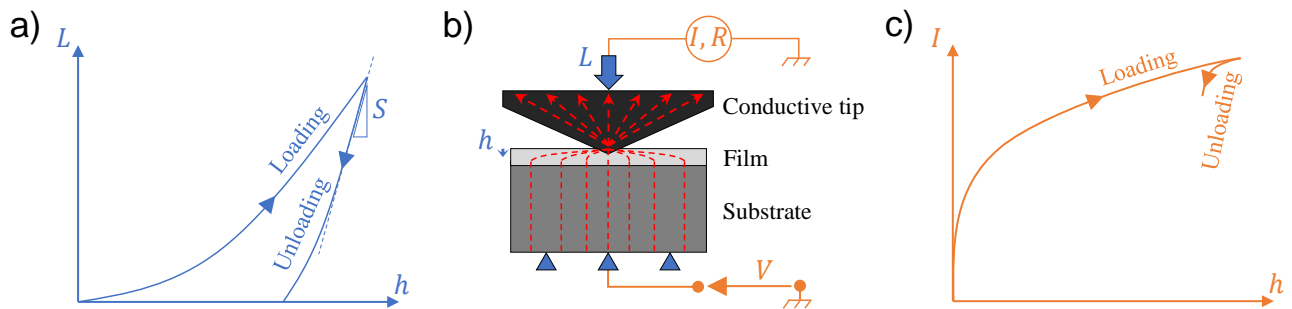 a)
L
Loading
Unloading
S
h
b)
I, R
L
Conductive tip
h
Film
Substrate
V
c)
I
Loading
Unloading
h